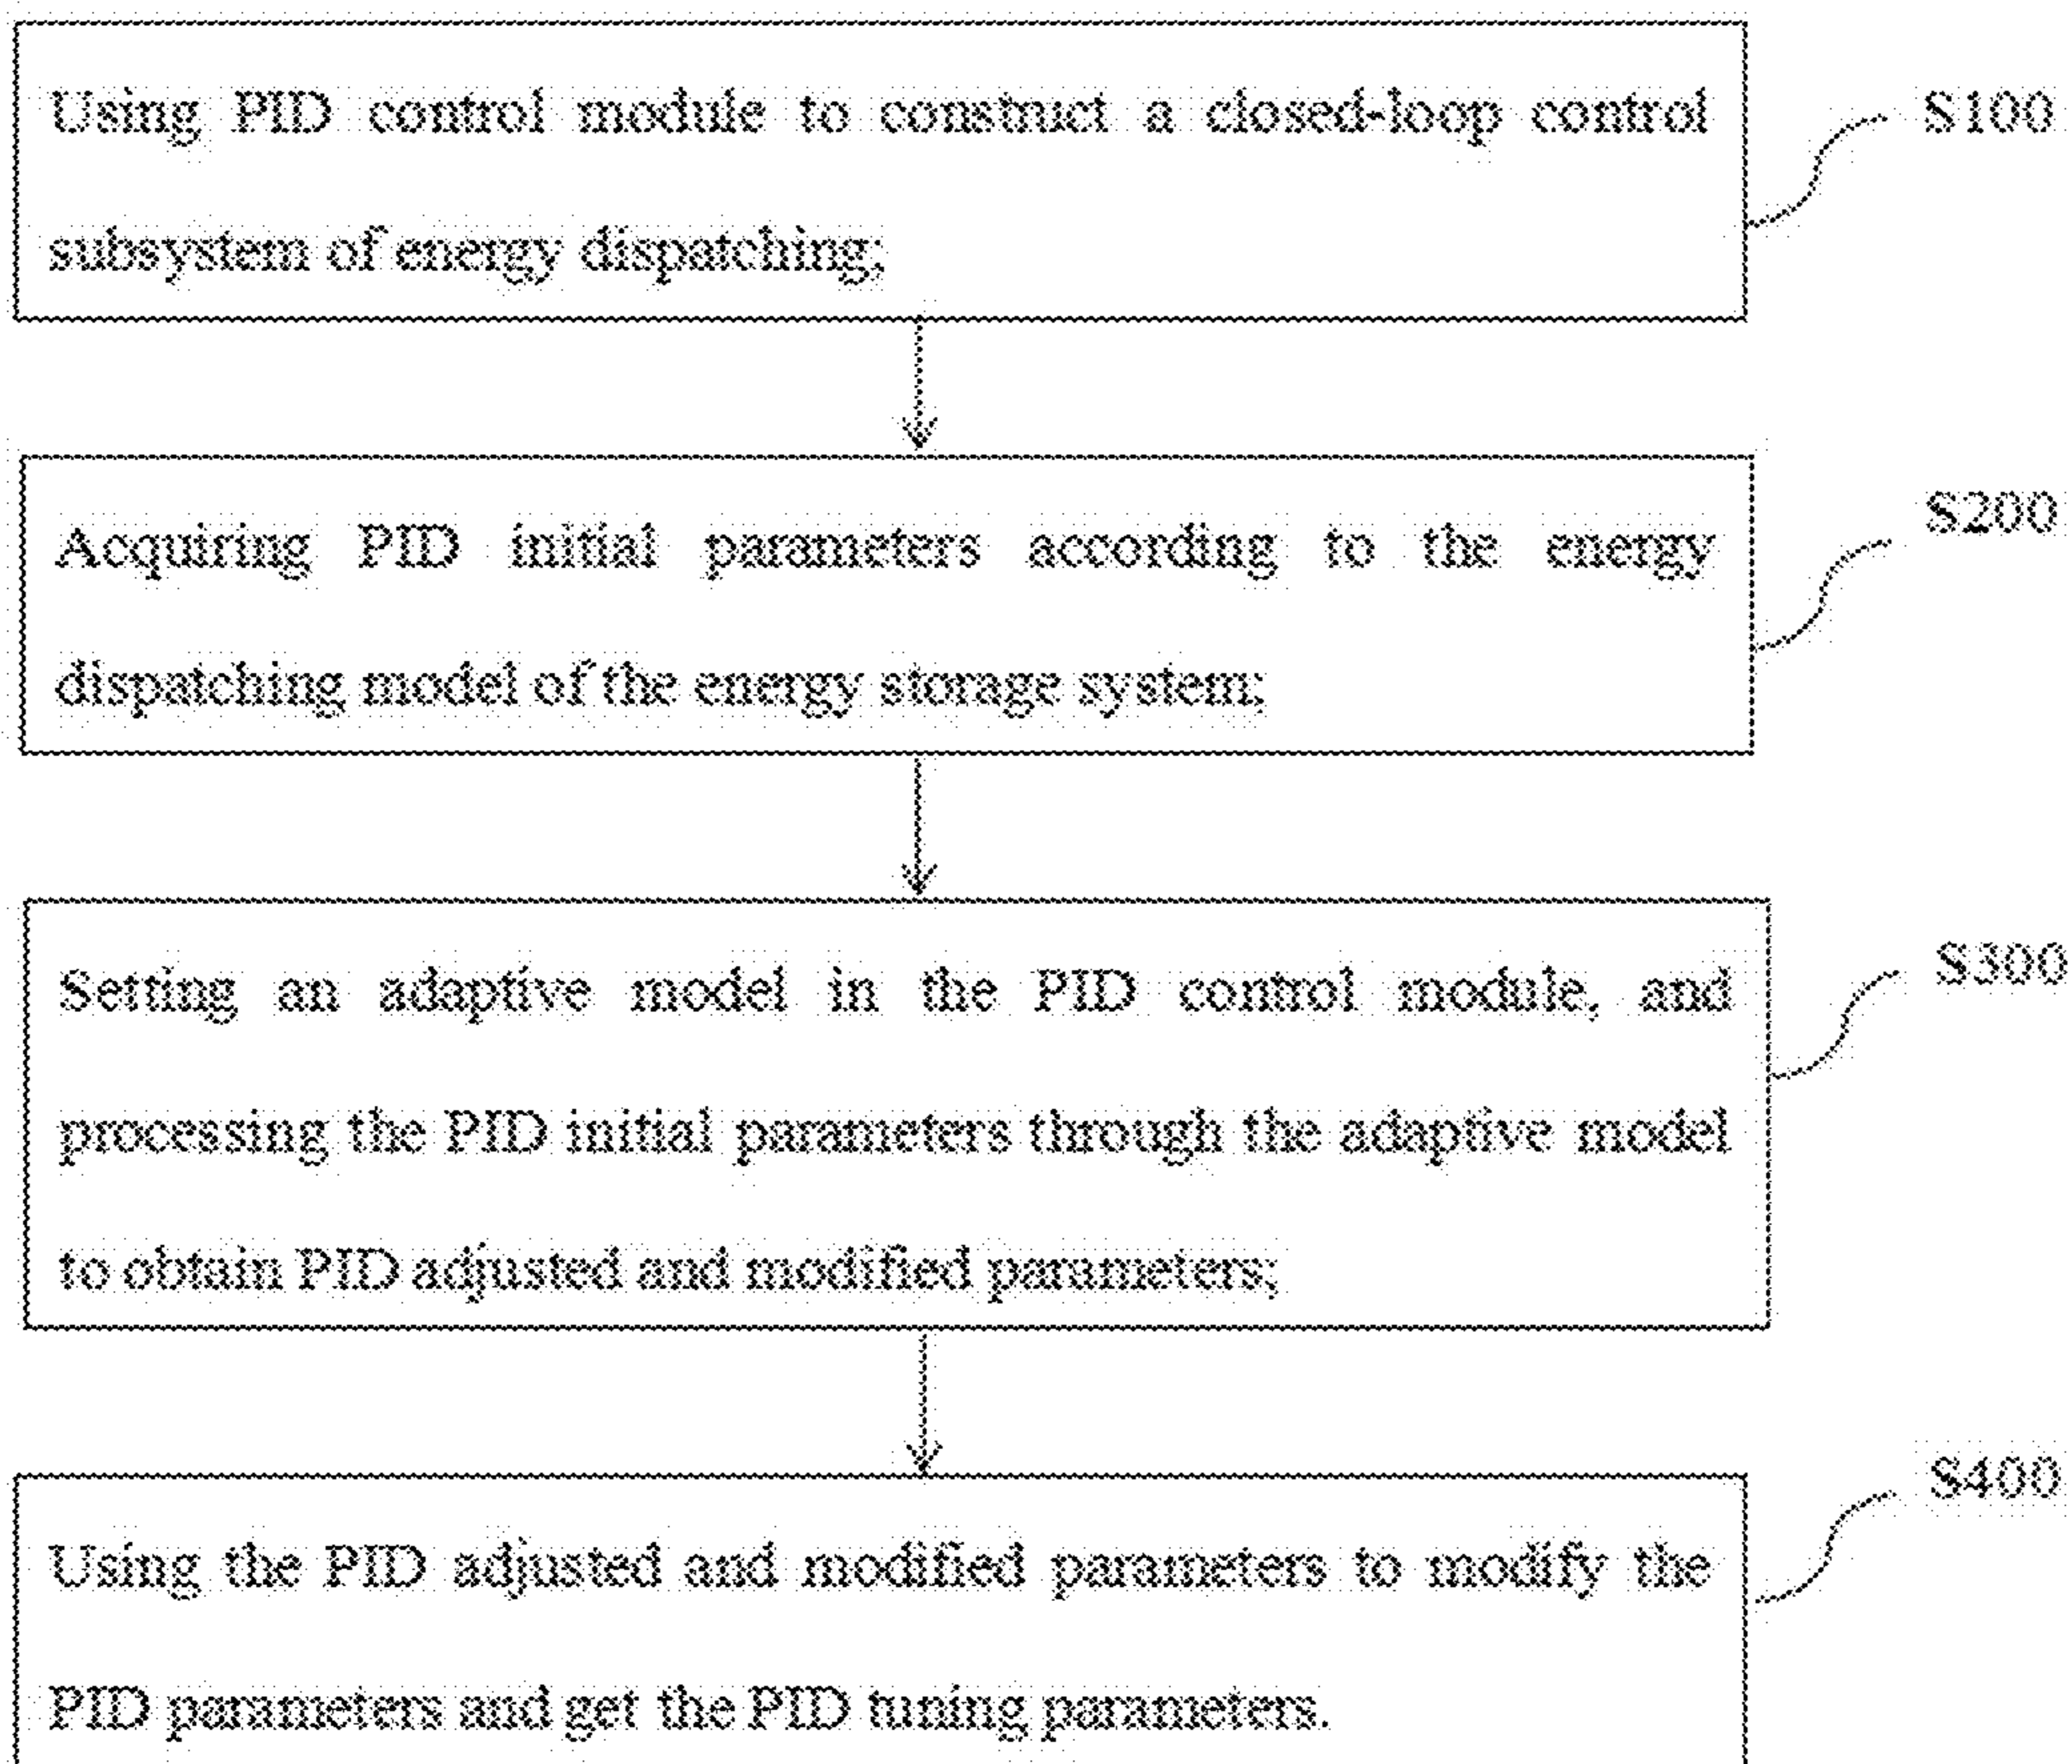 Using PID control module to construct a closed-loop control
S100
subsystem of energy dispatching;
Acquiring PID initial parameters according to the energy
S200
dispatching model of the energy storage system;
Setting an adaptive model in the PID control module, and
S300
processing the PID initial parameters through the adaptive model
to obtain PID adjusted and modified parameters;
Using the PID adjusted and modified parameters to modify the
S400
PID parameters and get the PID tuning parameters.